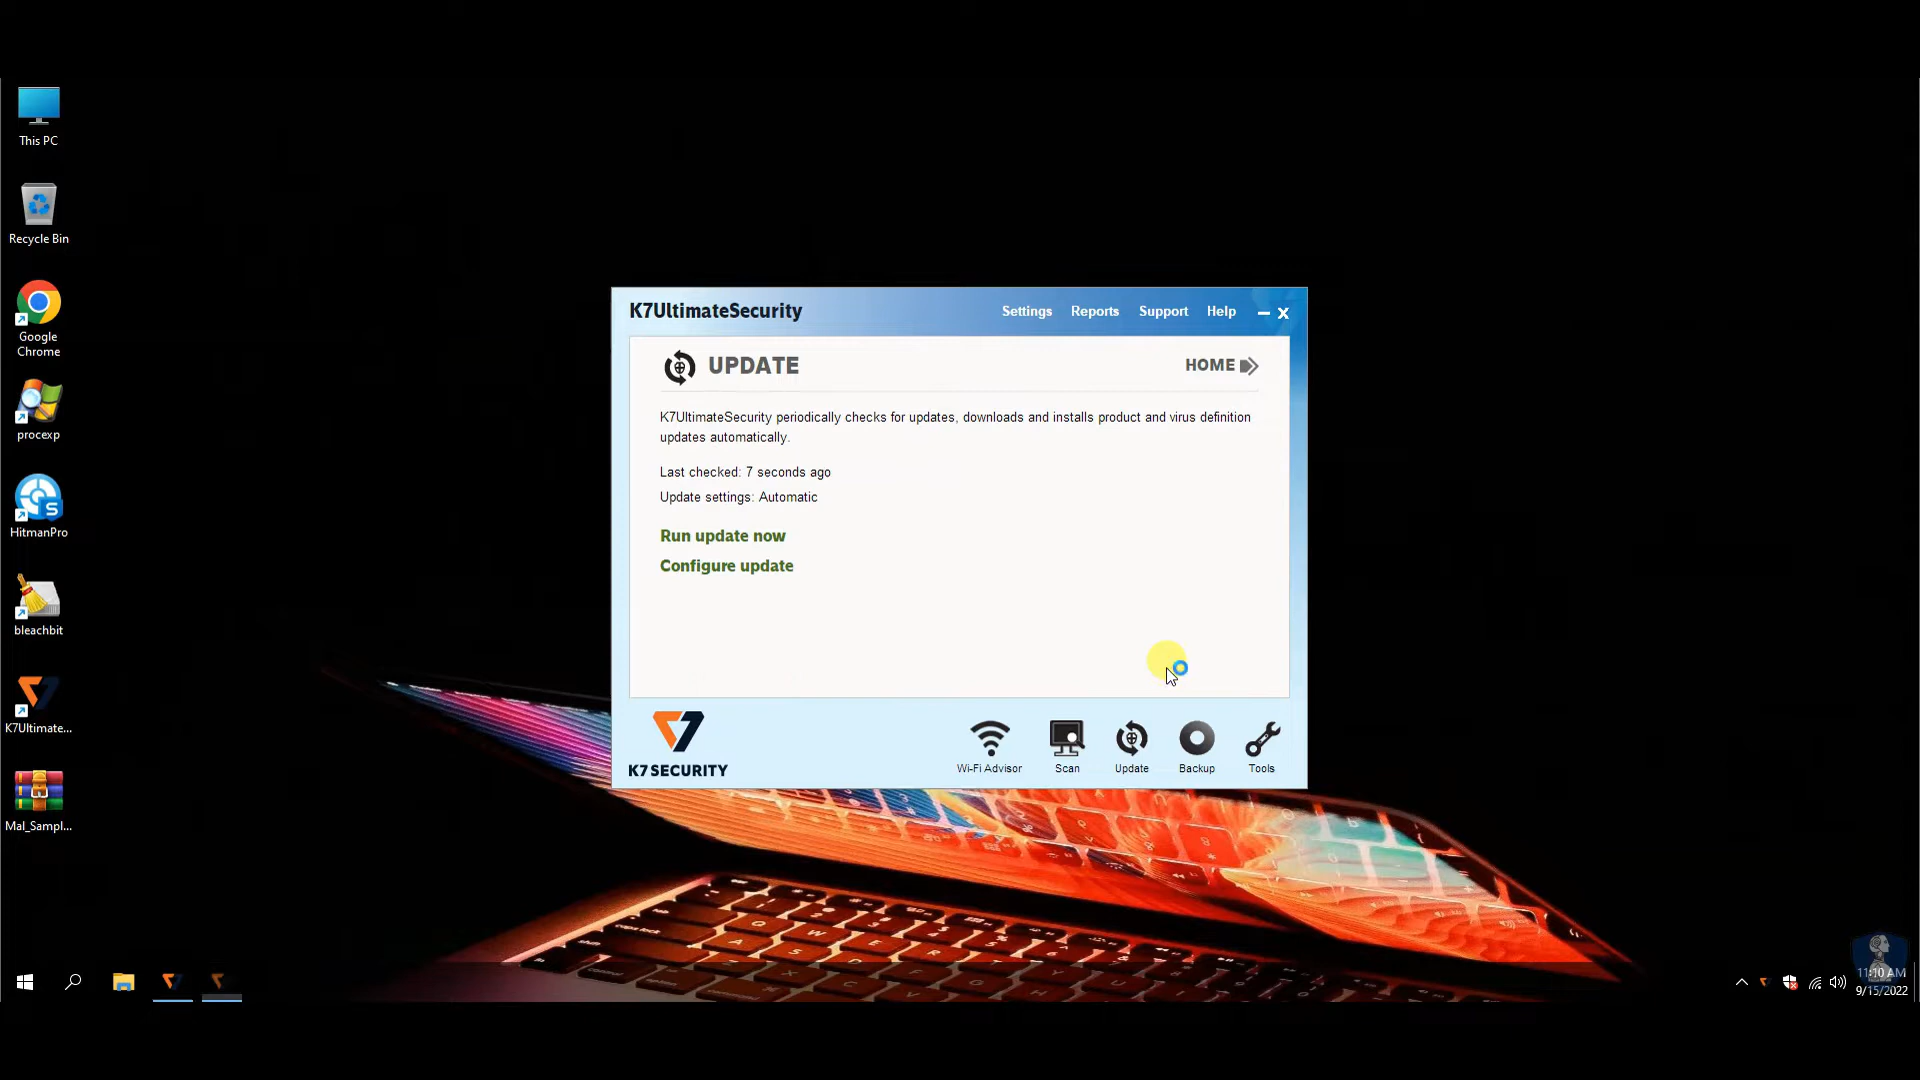 This PC
Recycle Bin
Google
Chrome
procexp
HitmanPro
bleachbit
K7Ultimate...
Mal_Sampl...
K7UltimateSecurity
Settings
Reports
Support
Help
UPDATE
HOME
K7UltimateSecurity periodically checks for updates, downloads and installs product and virus definition
updates automatically.
Last checked: 7 seconds ago
Update settings: Automatic
Run update now
Configure update
K7 SECURITY
Wi-Fi Advisor
Scan
Update
Backup
Tools
11:10 AM
9/15/2022